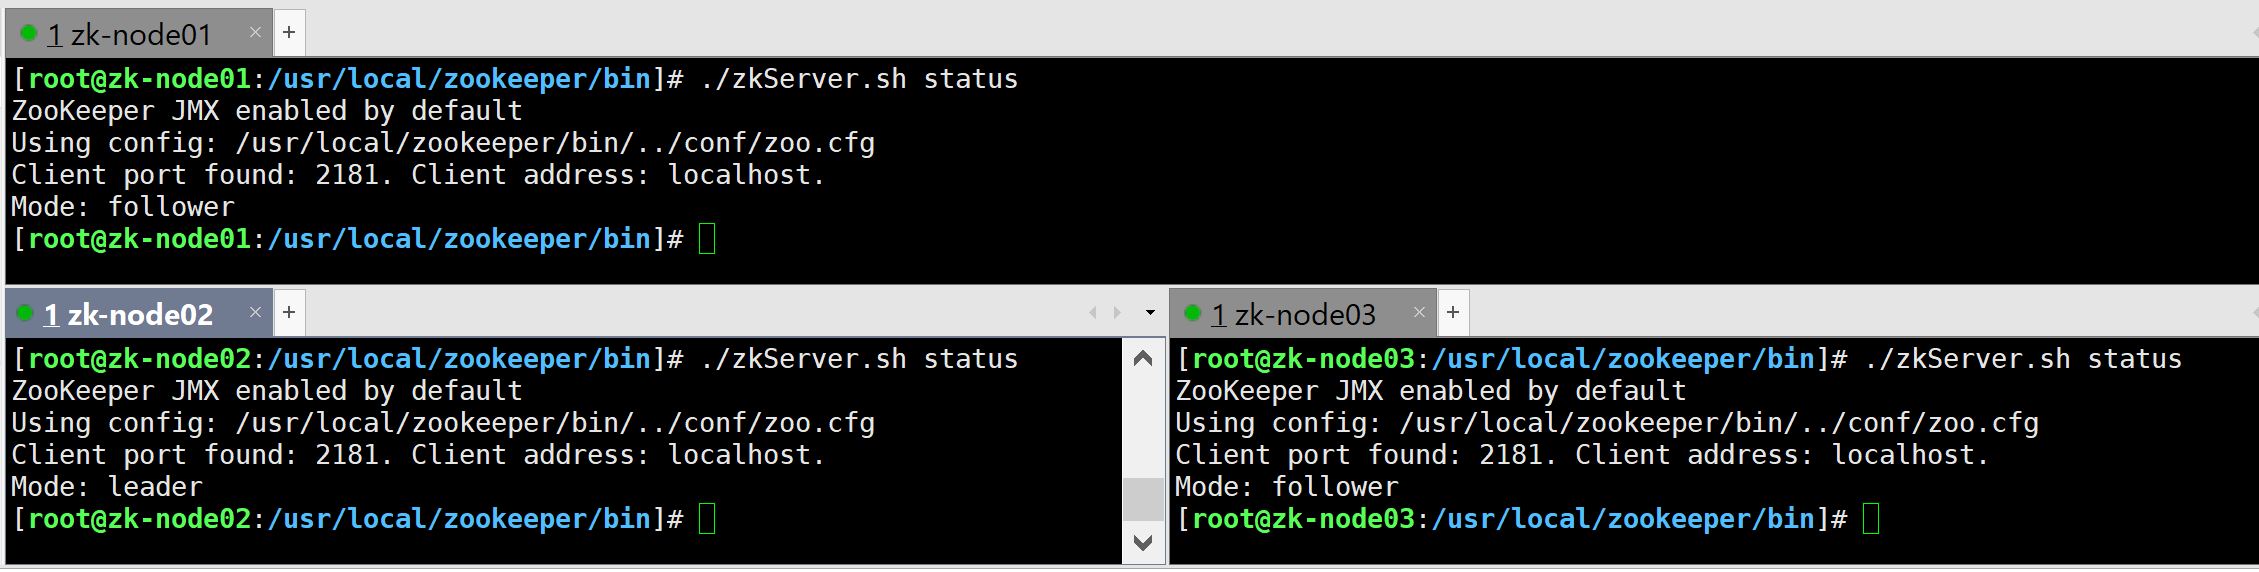 1 zk-node01
[root@zk-node01:/usr/local/zookeeper/bin]# ./zkServer.sh status
ZooKeeper JMX enabled by default
Using config: /usr/local/zookeeper/bin/../conf/zoo.cfg
Client port found: 2181. Client address: localhost.
Mode: follower
[root@zk-node01:/usr/local/zookeeper/bin]#
1 zk-node02
[root@zk-node02:/usr/local/zookeeper/bin]# ./zkServer.sh status
ZooKeeper JMX enabled by default
Using config: /usr/local/zookeeper/bin/../conf/zoo.cfg
Client port found: 2181. Client address: localhost.
Mode: leader
[root@zk-node02:/usr/local/zookeeper/bin]#
1 zk-node03
[root@zk-node03:/usr/local/zookeeper/bin]# ./zkServer.sh status
ZooKeeper JMX enabled by default
Using config: /usr/local/zookeeper/bin/../conf/zoo.cfg
Client port found: 2181. Client address: localhost.
Mode: follower
[root@zk-node03:/usr/local/zookeeper/bin]#